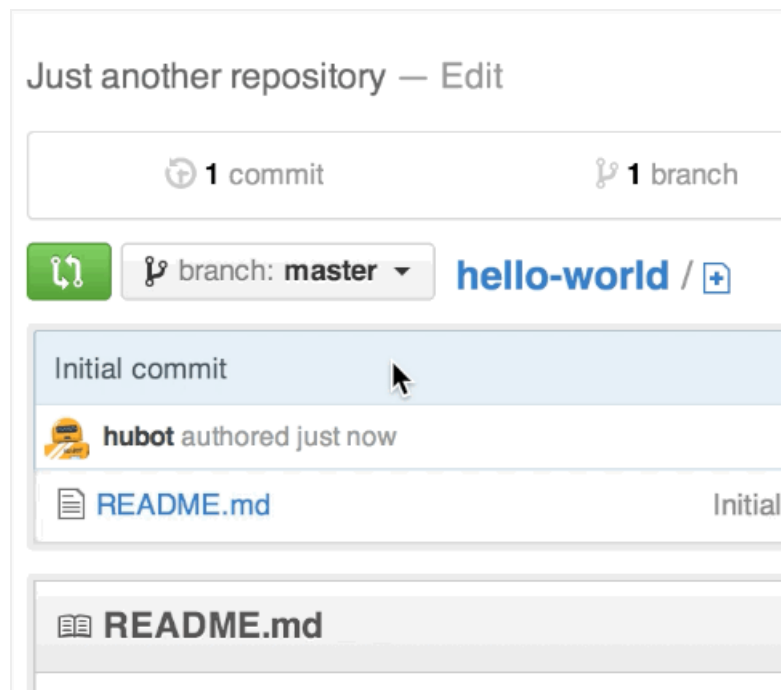 Just another repository — Edit
1 commit 1 branch
branch: master hello-world /
Initial commit
hubot authored just now
README.md Initial
README.md